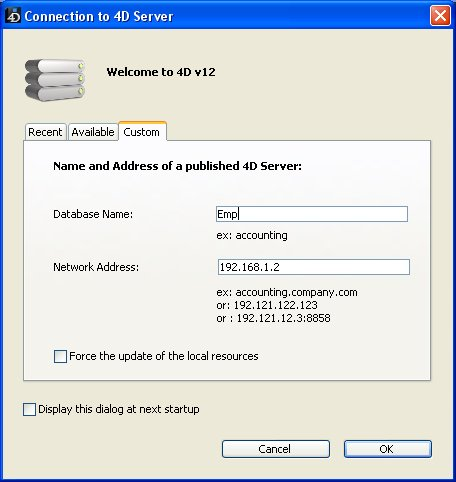 4D Connection to 4D Server
Welcome to 4D v12
Recent Available Custom
Name and Address of a published 4D Server:
Database Name: Emp
ex: accounting
Network Address: 192.168.1.2
ex: accounting.company.com
or: 192.121.122.123
or : 192.121.12.3:8858
Force the update of the local resources
Display this dialog at next startup
Cancel OK